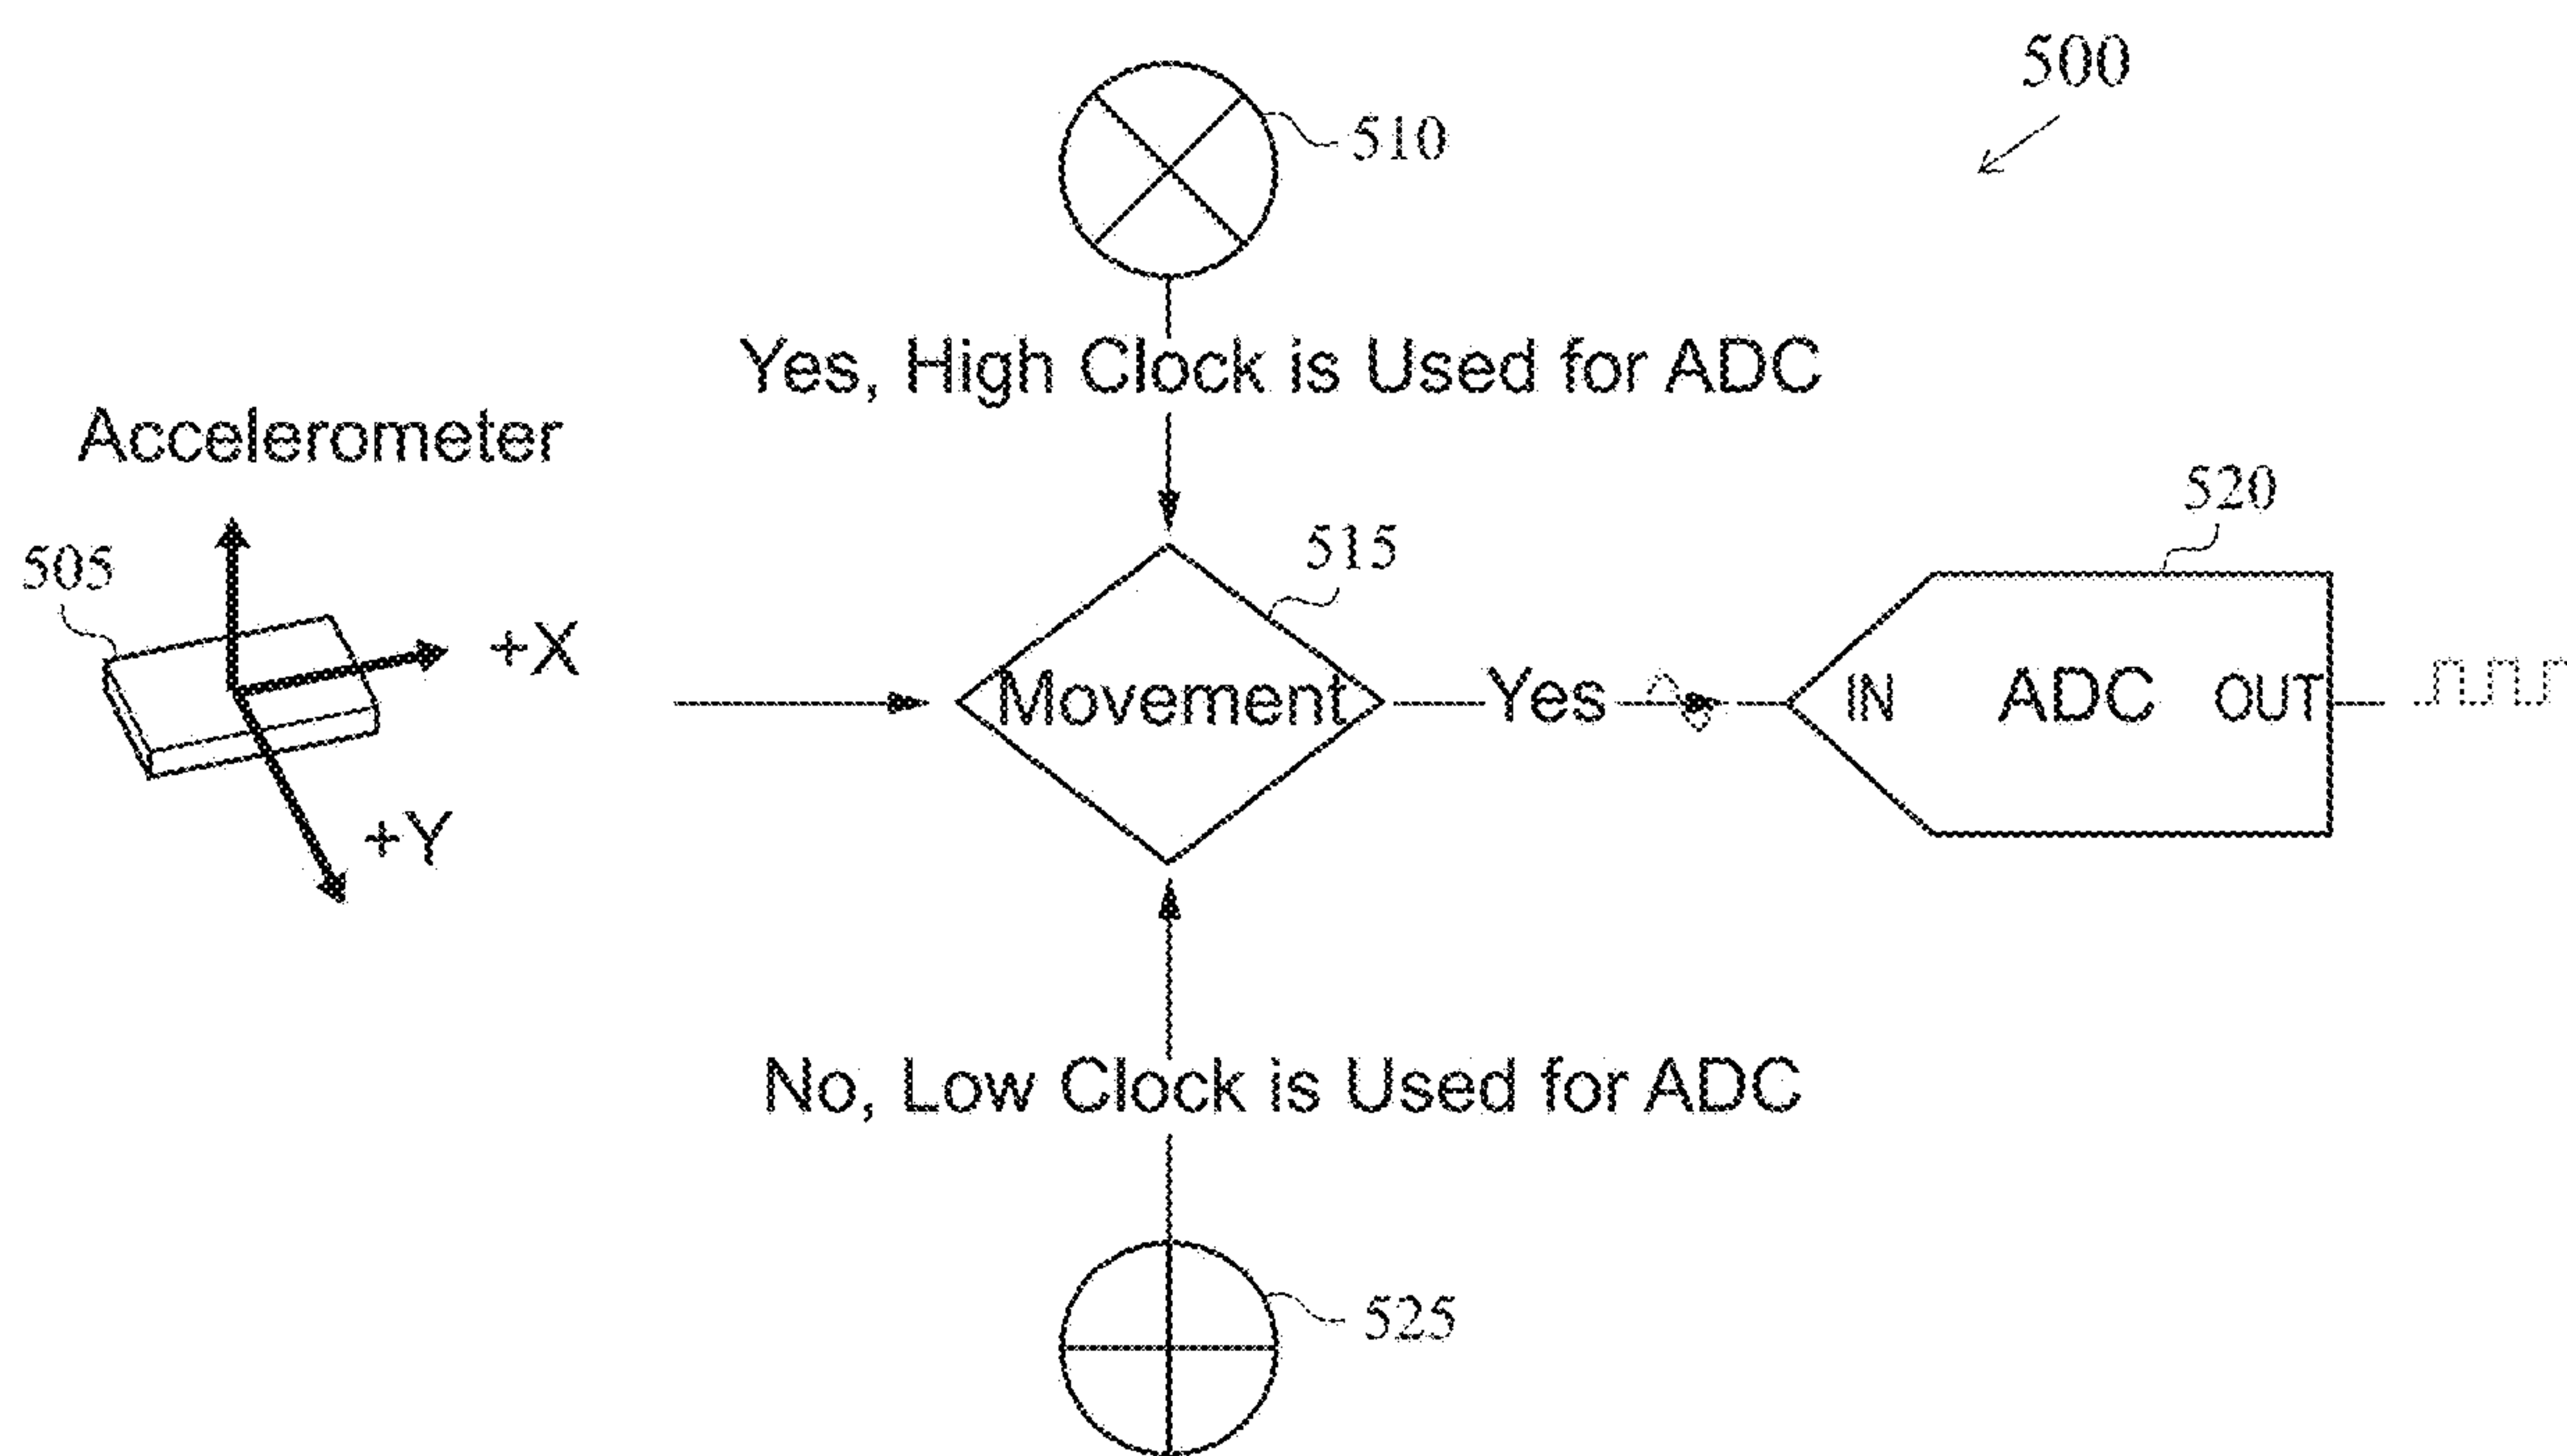 500
510
Yes, High Clock is Used for ADC
Accelerometer
505
+X
+Y
515
Movement
Yes
520
IN ADC OUT
No, Low Clock is Used for ADC
525